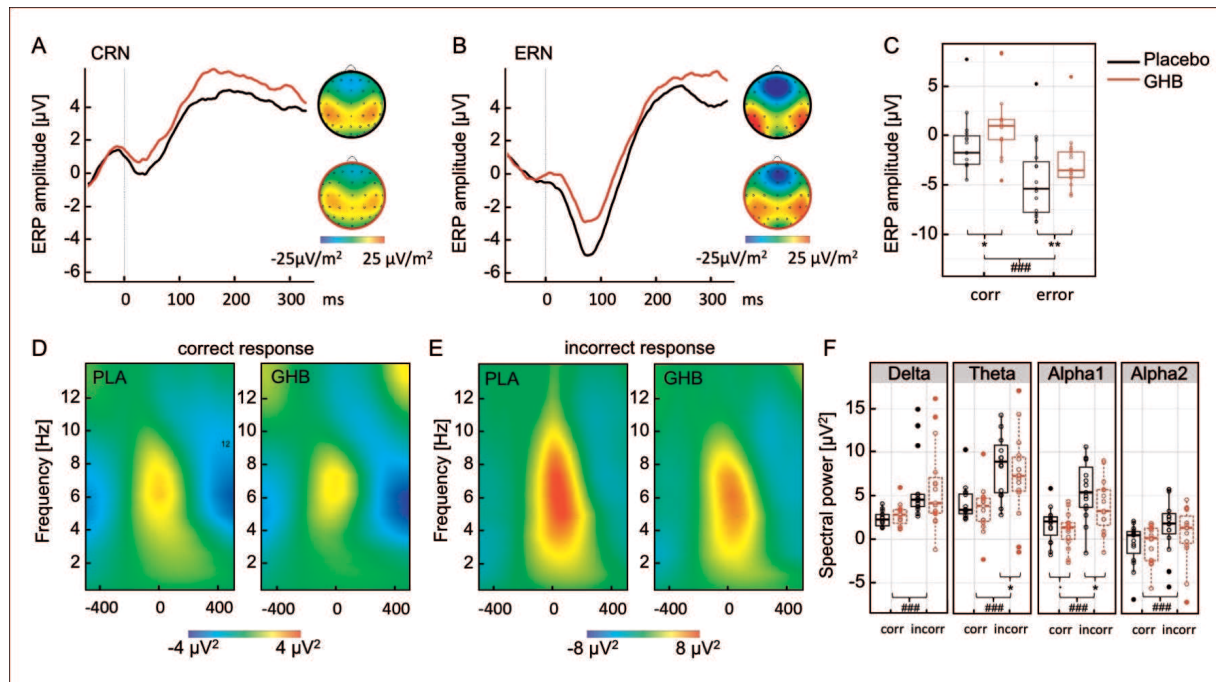 A
CRN
ERP amplitude [µV]
4
2
0
-2
-4
-6
0 100 200 300 ms
-25µV/m² 25 µV/m²
B
ERN
ERP amplitude [µV]
4
2
0
-2
-4
-6
0 100 200 300 ms
-25µV/m² 25 µV/m²
C
ERP amplitude [µV]
5
0
-5
-10
* **
###
corr error
Placebo
GHB
D
correct response
PLA GHB
Frequency [Hz]
12
10
8
6
4
2
12
-400 0 400 -400 0 400
-4 µV² 4 µV²
E
incorrect response
PLA GHB
Frequency [Hz]
12
10
8
6
4
2
-400 0 400 -400 0 400
-8 µV² 8 µV²
F
Delta Theta Alpha1 Alpha2
Spectral power [µV²]
15
10
5
0
-5
* * *
### ### ### ###
corr incorr corr incorr corr incorr corr incorr